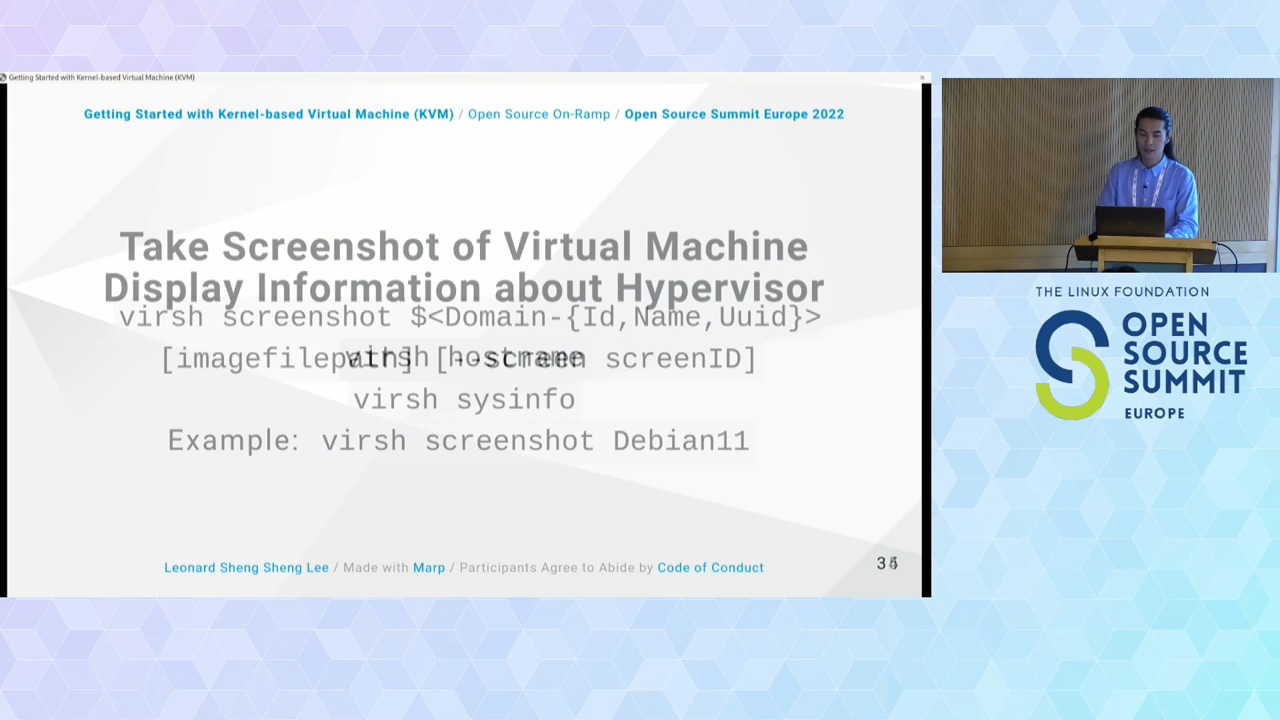 Getting Started with Kernel-based Virtual Machine (KVM)
Getting Started with Kernel-based Virtual Machine (KVM) / Open Source On-Ramp / Open Source Summit Europe 2022
Take Screenshot of Virtual Machine
Display Information about Hypervisor
virsh screenshot $<Domain-{Id,Name,Uuid}>
[imagefilepath] [--screen screenID]
virsh hostname
virsh sysinfo
Example: virsh screenshot Debian11
Leonard Sheng Sheng Lee / Made with Marp / Participants Agree to Abide by Code of Conduct
THE LINUX FOUNDATION
OPEN
SOURCE
SUMMIT
EUROPE